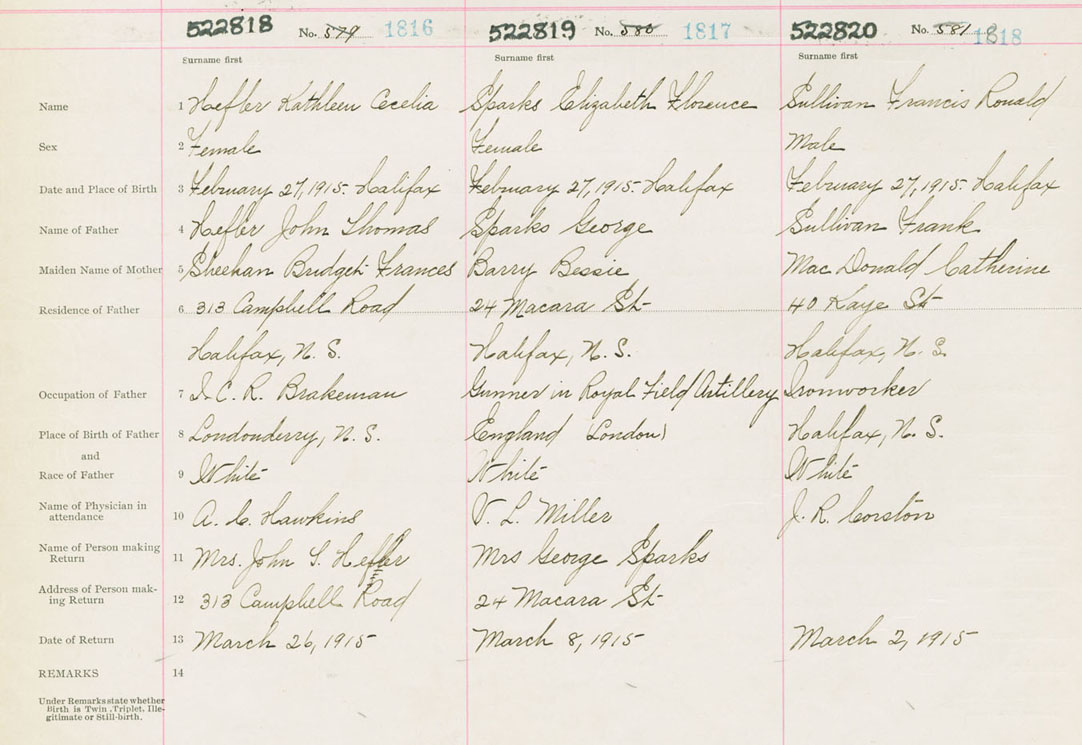 522818 No. 579 1816 522819 No. 580 1817 522820 No. 581 1818
Surname first Surname first Surname first
Name 1 Hefler Kathleen Cecelia Sparks Elizabeth Florence Sullivan Francis Ronald
Sex 2 Female Female Male
Date and Place of Birth 3 February 27, 1915. Halifax February 27, 1915. Halifax February 27, 1915. Halifax
Name of Father 4 Hefler John Thomas Sparks George Sullivan Frank
Maiden Name of Mother 5 Sheehan Bridget Frances Barry Bessie Mac Donald Catherine
Residence of Father 6 313 Campbell Road 24 Macara St. 40 Kaye St
Halifax, N. S. Halifax, N. S. Halifax, N. S.
Occupation of Father 7 I. C. R. Brakeman Gunner in Royal Field Artillery Ironworker
Place of Birth of Father 8 Londonderry, N. S. England (London) Halifax, N. S.
and
Race of Father 9 White White White
Name of Physician in
attendance 10 A. C. Hawkins V. L. Miller J. R. Corston
Name of Person making
Return 11 Mrs. John T. Hefler Mrs George Sparks
Address of Person mak-
ing Return 12 313 Campbell Road 24 Macara St.
Date of Return 13 March 26, 1915 March 8, 1915 March 2, 1915
REMARKS 14
Under Remarks state whether
Birth is Twin, Triplet, Ille-
gitimate or Still-birth.